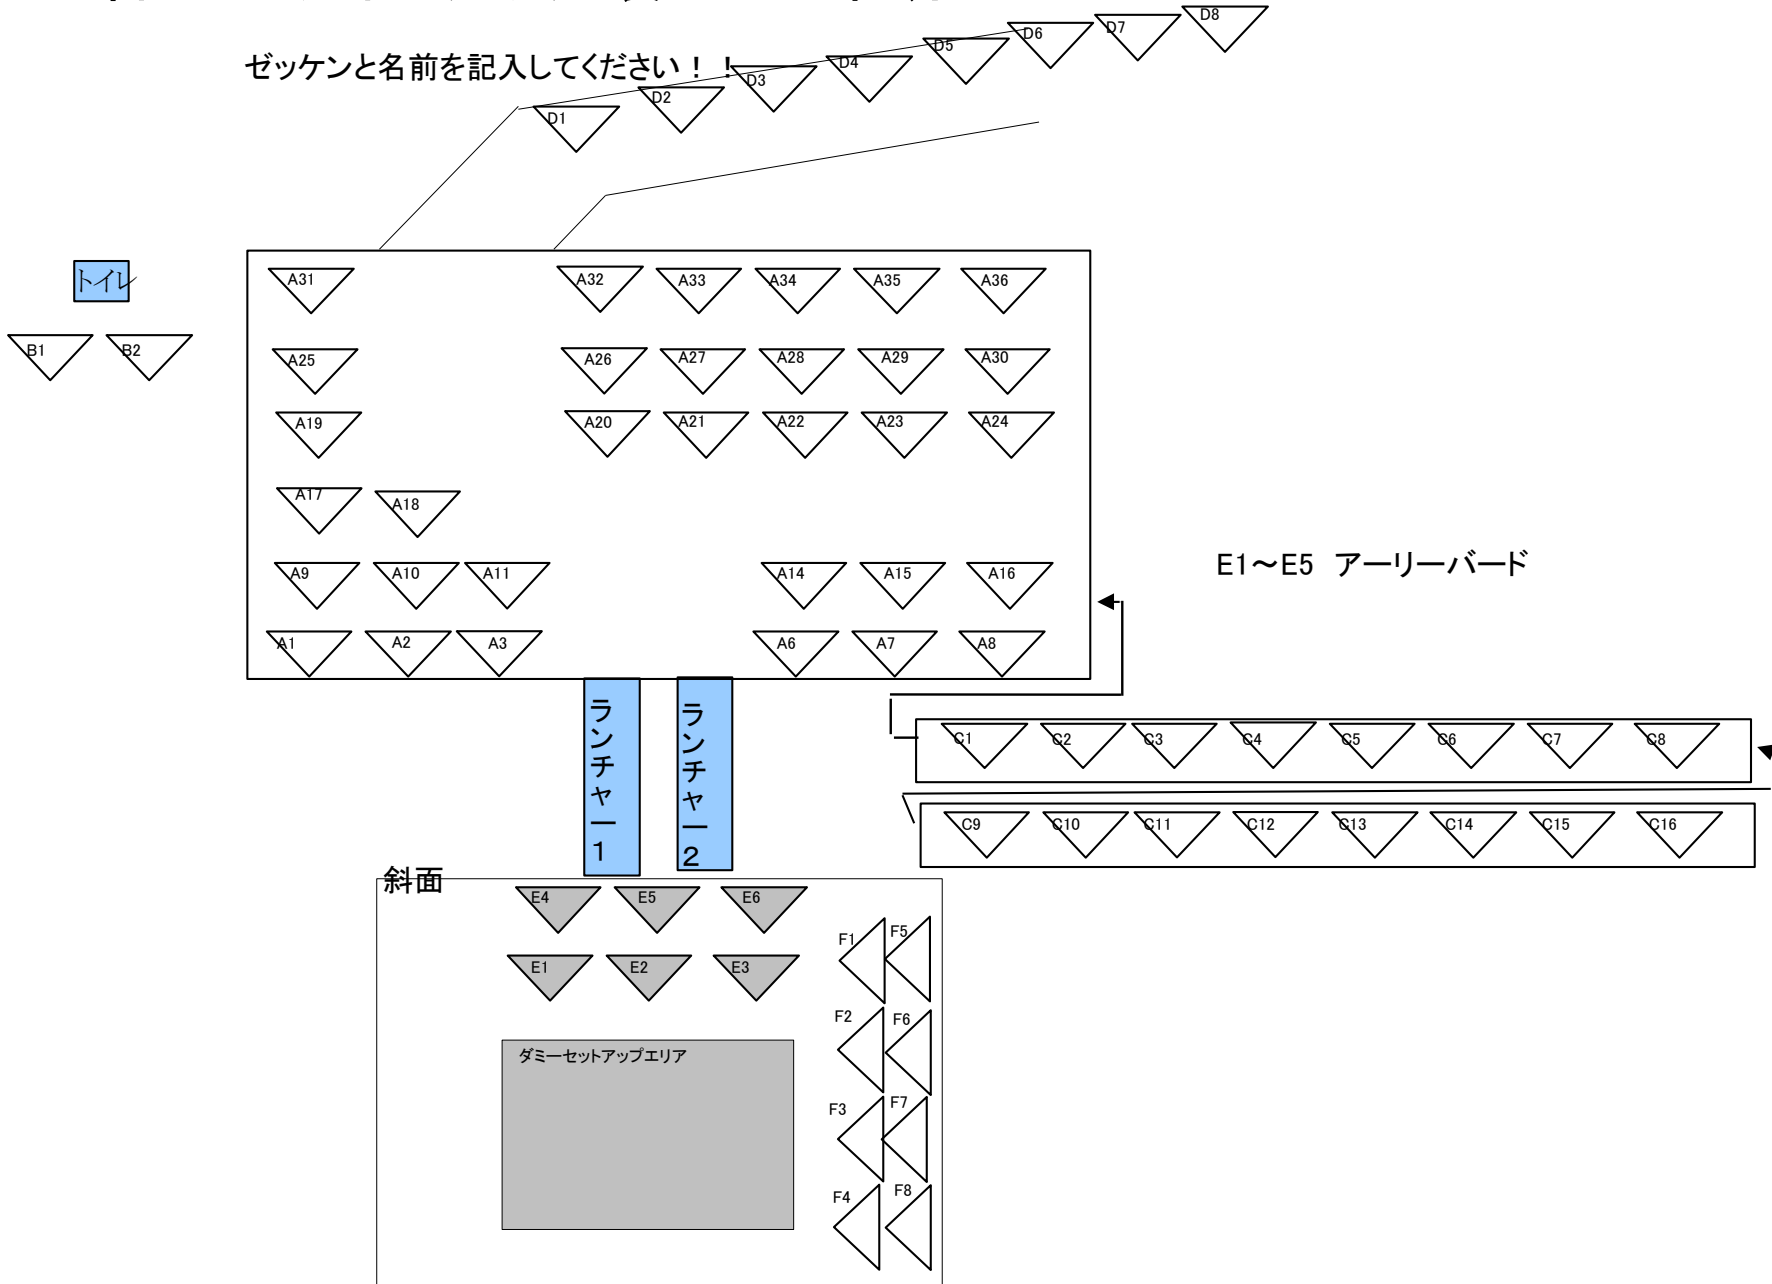 D8
D7
D6
D5
D4
D3
D2
D1
ゼッケンと名前を記入してください！！
トイレ
B1 B2
A31 A32 A33 A34 A35 A36
A25 A26 A27 A28 A29 A30
A19 A20 A21 A22 A23 A24
A17 A18
A9 A10 A11 A14 A15 A16
A1 A2 A3 A6 A7 A8
E1～E5 アーリーバード
ランチャー1
ランチャー2
C1 C2 C3 C4 C5 C6 C7 C8
C9 C10 C11 C12 C13 C14 C15 C16
斜面
E4 E5 E6
E1 E2 E3
F1 F5
F2 F6
F3 F7
F4 F8
ダミーセットアップエリア